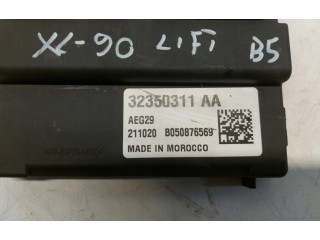 XC-90 LIFT B5
32350311 AA
AEG29
211020 B050876569
MADE IN MOROCCO